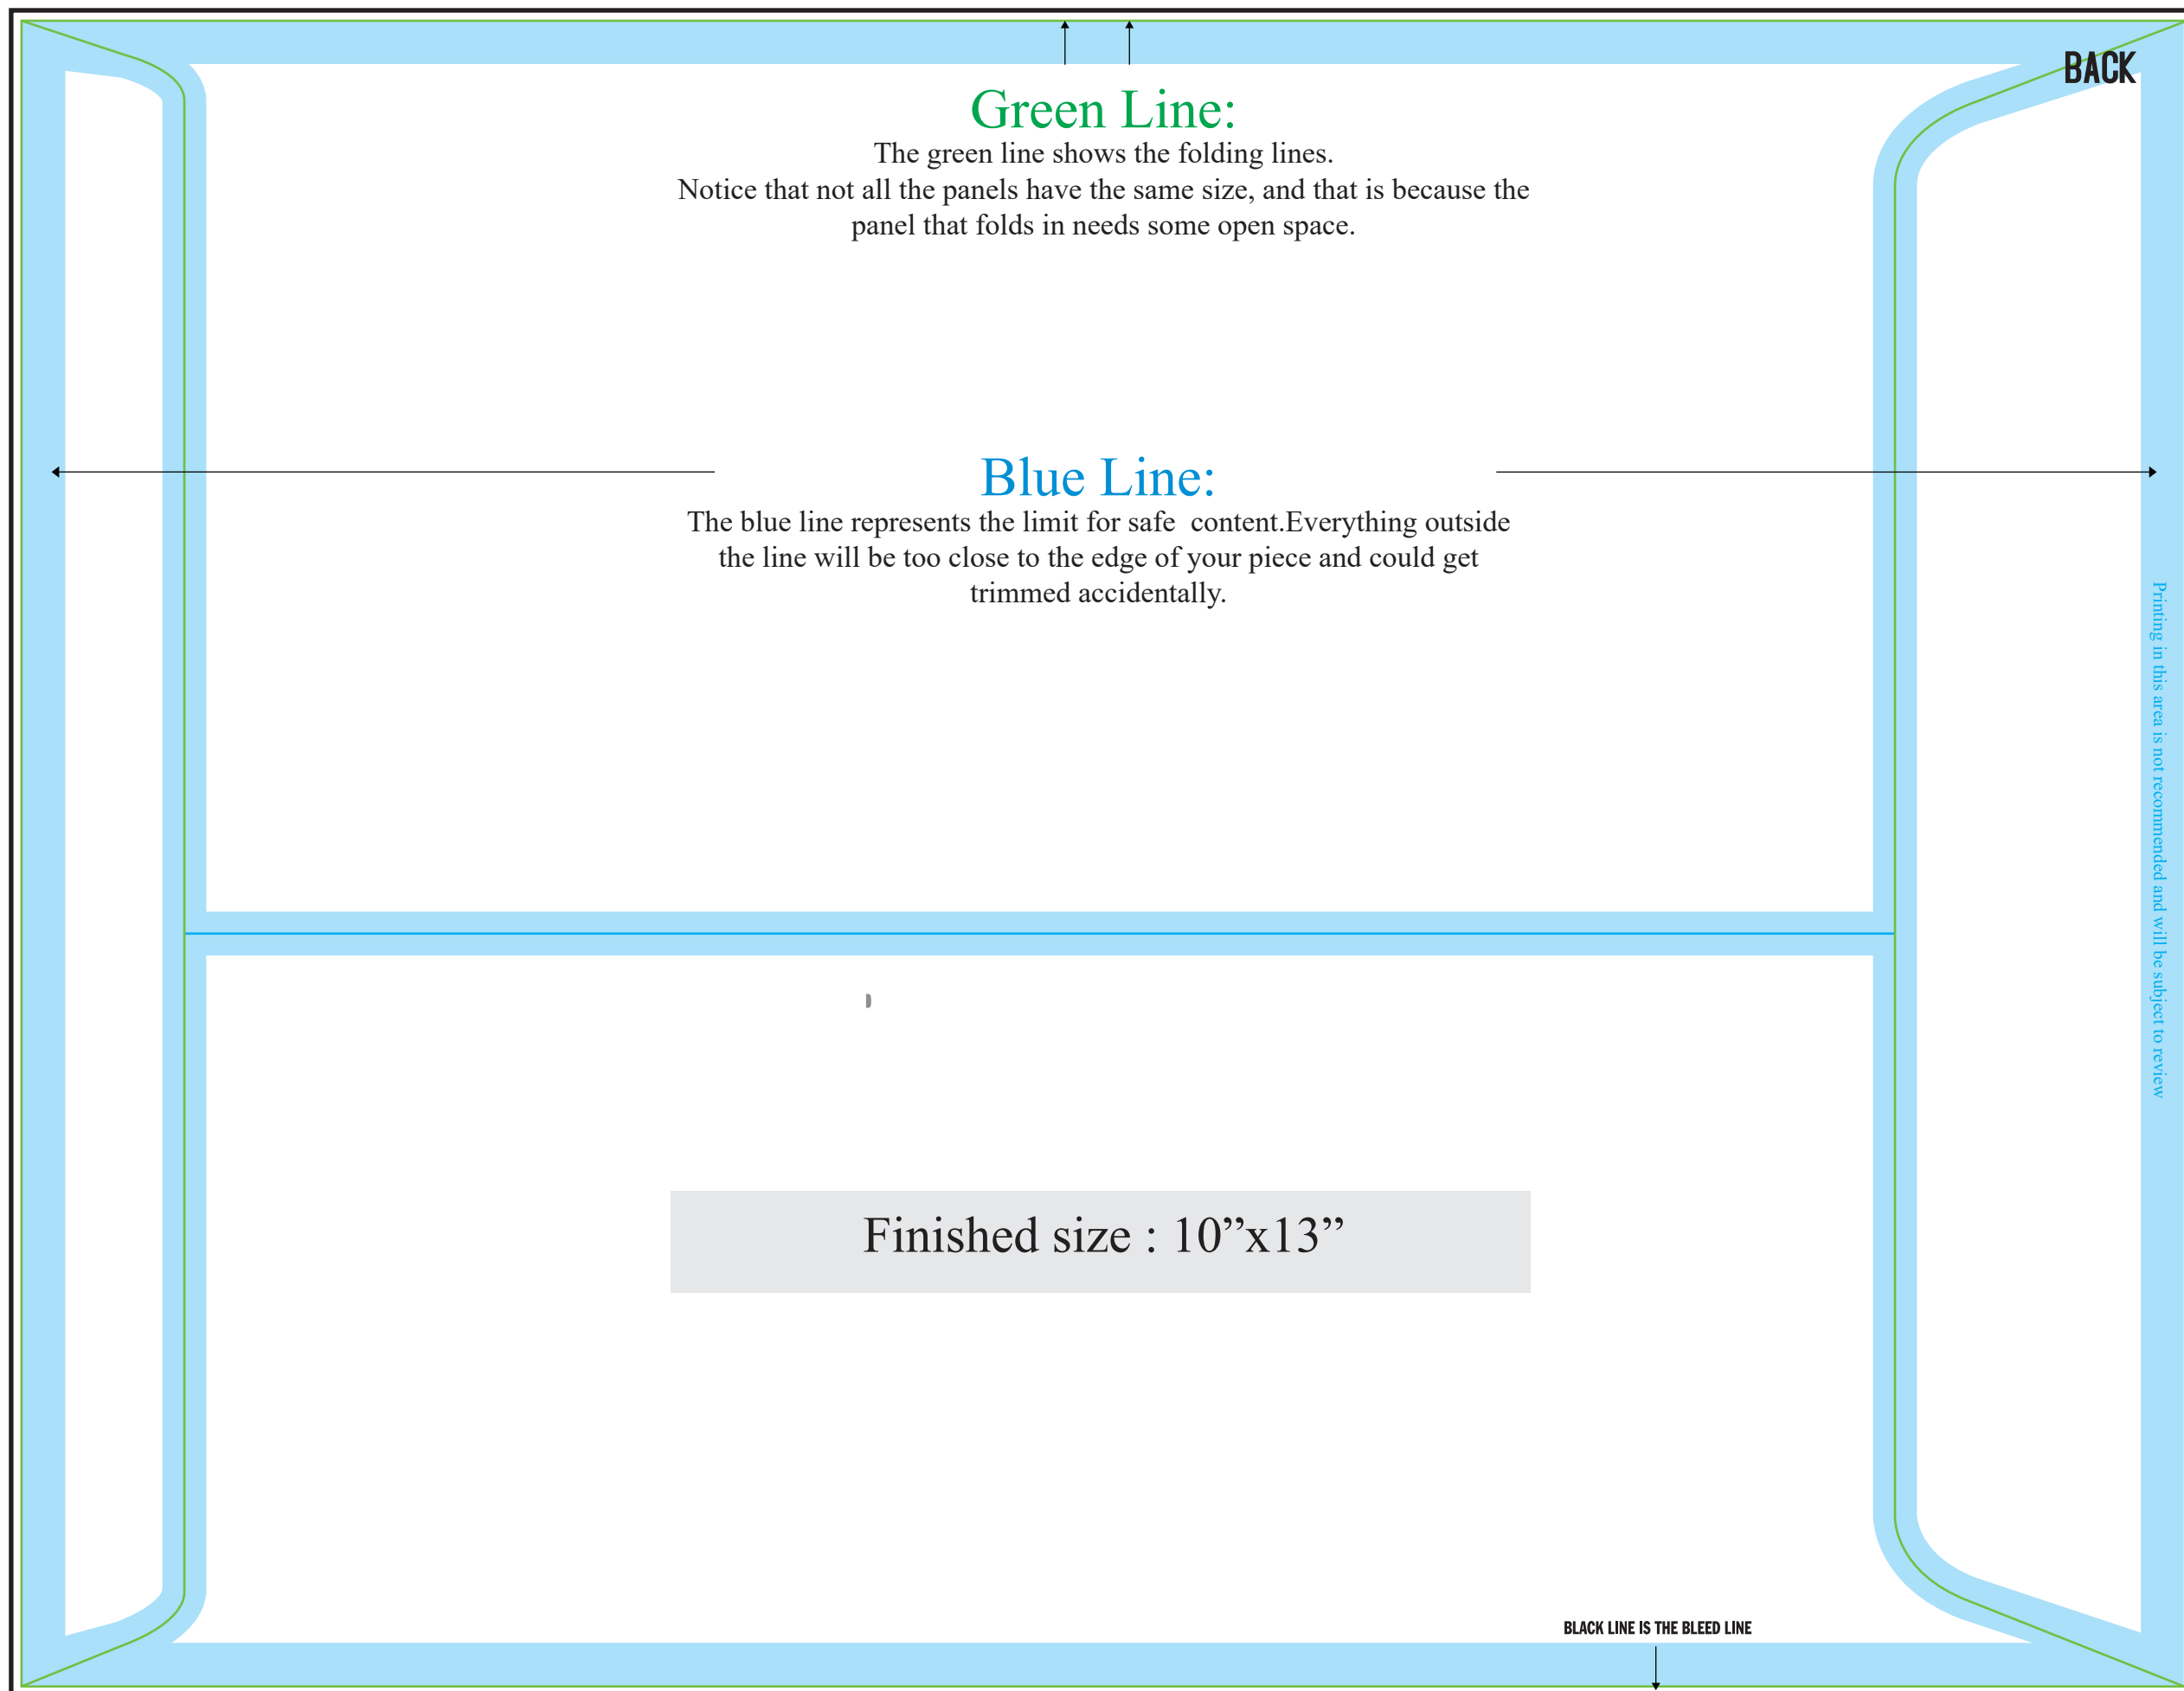 BACK
Green Line:
The green line shows the folding lines.
Notice that not all the panels have the same size, and that is because the
panel that folds in needs some open space.
Blue Line:
The blue line represents the limit for safe  content.Everything outside
the line will be too close to the edge of your piece and could get
trimmed accidentally.
Printing in this area is not recommended and will be subject to review
Finished size : 10”x13”
BLACK LINE IS THE BLEED LINE